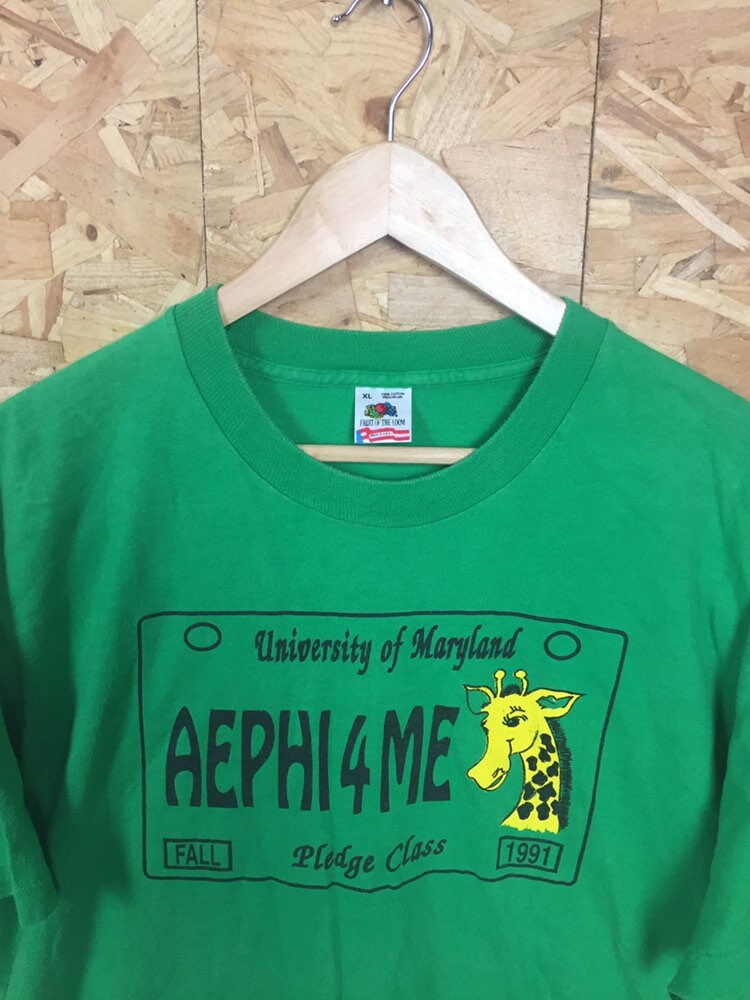 XL
FRUIT OF THE LOOM
University of Maryland
AEPHI 4 ME
FALL
Pledge Class
1991